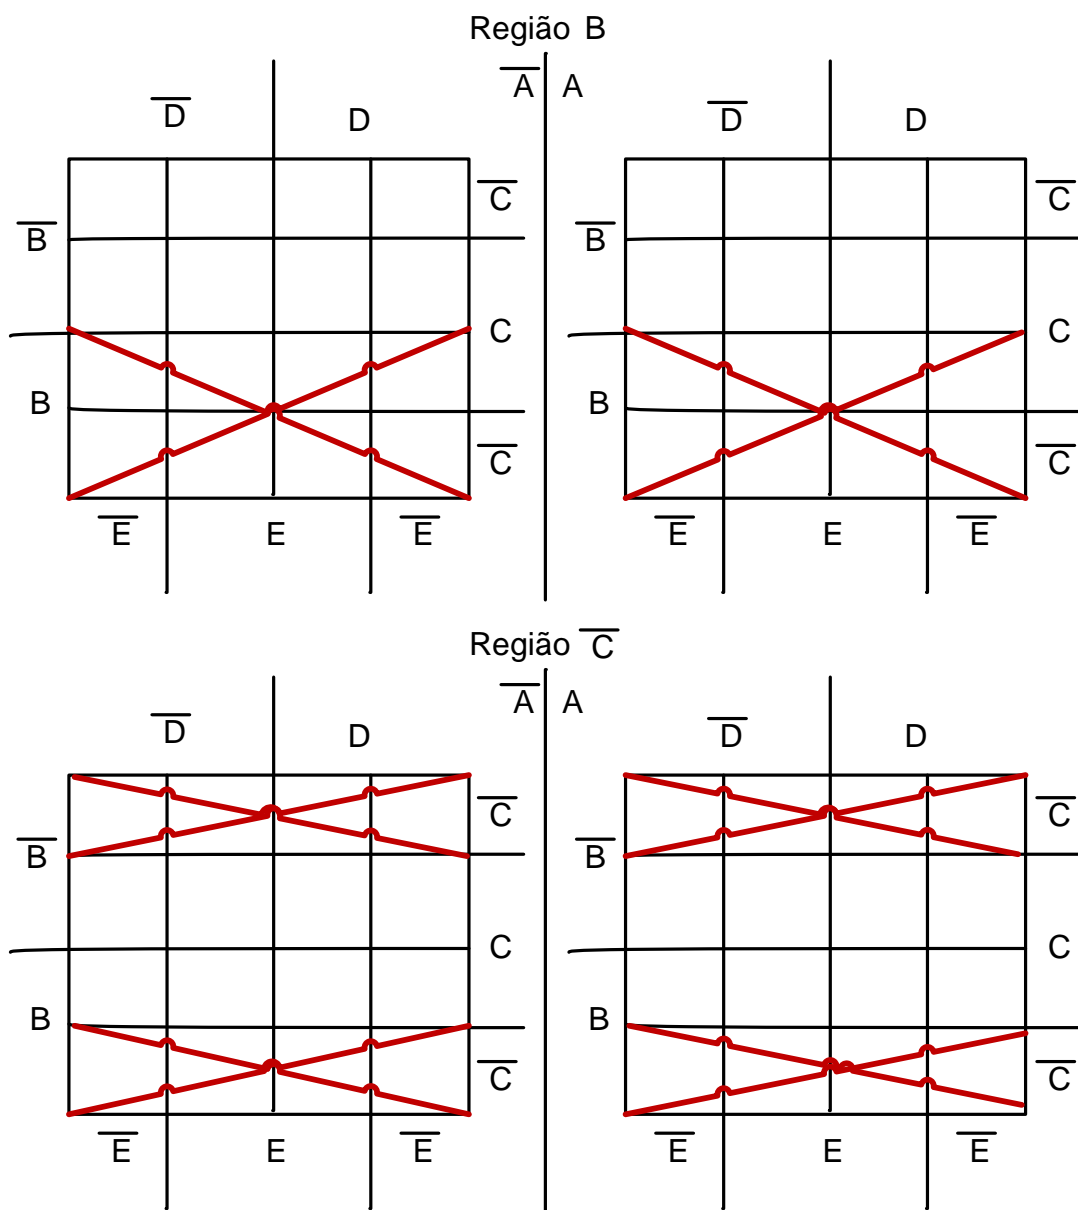 Região B
A̅ A
D̅ D D̅ D
C̅ C̅
B̅ B̅
C C
B B
C̅ C̅
E̅ E E̅ E̅ E E̅
Região C̅
A̅ A
D̅ D D̅ D
C̅ C̅
B̅ B̅
C C
B B
C̅ C̅
E̅ E E̅ E̅ E E̅